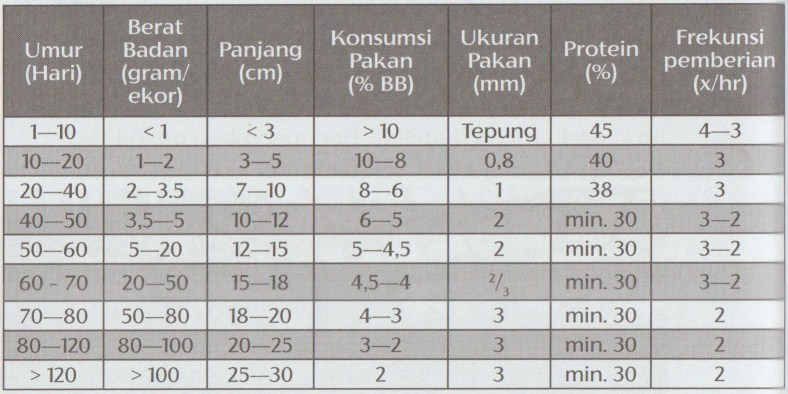 Umur (Hari) | Berat Badan (gram/ekor) | Panjang (cm) | Konsumsi Pakan (% BB) | Ukuran Pakan (mm) | Protein (%) | Frekunsi pemberian (x/hr)
1—10 | < 1 | < 3 | > 10 | Tepung | 45 | 4—3
10—20 | 1—2 | 3—5 | 10—8 | 0,8 | 40 | 3
20—40 | 2—3.5 | 7—10 | 8—6 | 1 | 38 | 3
40—50 | 3,5—5 | 10—12 | 6—5 | 2 | min. 30 | 3—2
50—60 | 5—20 | 12—15 | 5—4,5 | 2 | min. 30 | 3—2
60 - 70 | 20—50 | 15—18 | 4,5—4 | 2/3 | min. 30 | 3—2
70—80 | 50—80 | 18—20 | 4—3 | 3 | min. 30 | 2
80—120 | 80—100 | 20—25 | 3—2 | 3 | min. 30 | 2
> 120 | > 100 | 25—30 | 2 | 3 | min. 30 | 2